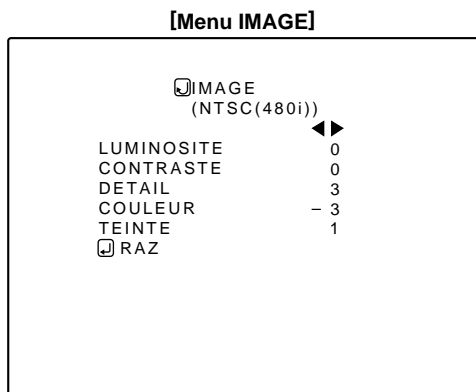 [Menu IMAGE]
IMAGE
(NTSC(480i))
LUMINOSITE 0
CONTRASTE 0
DETAIL 3
COULEUR – 3
TEINTE 1
RAZ